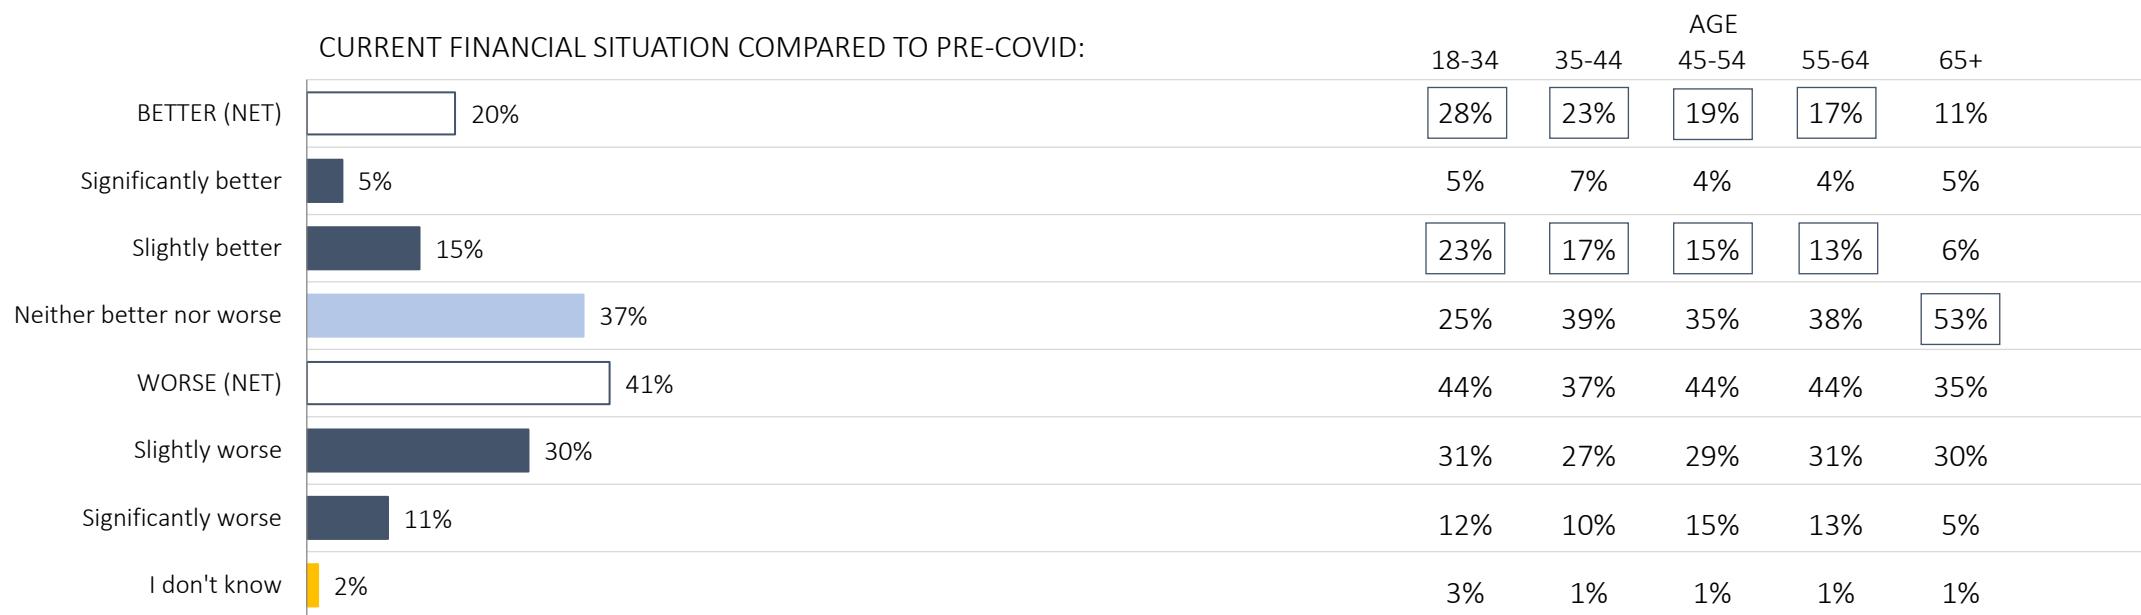 AGE
CURRENT FINANCIAL SITUATION COMPARED TO PRE-COVID:
18-34 35-44 45-54 55-64 65+
BETTER (NET) 20% 28% 23% 19% 17% 11%
Significantly better 5% 5% 7% 4% 4% 5%
Slightly better 15% 23% 17% 15% 13% 6%
Neither better nor worse 37% 25% 39% 35% 38% 53%
WORSE (NET) 41% 44% 37% 44% 44% 35%
Slightly worse 30% 31% 27% 29% 31% 30%
Significantly worse 11% 12% 10% 15% 13% 5%
I don't know 2% 3% 1% 1% 1% 1%